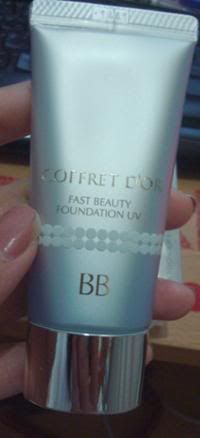 COFFRET D'OR
FAST BEAUTY
FOUNDATION UV
BB